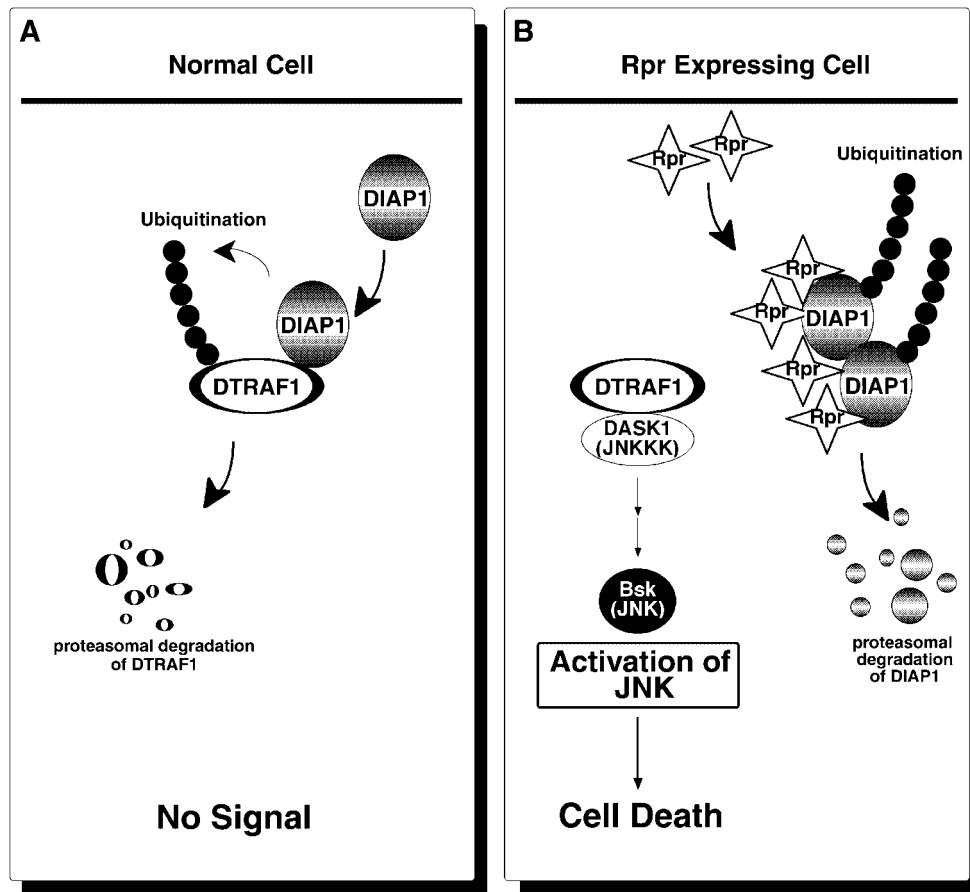 A
Normal Cell
DIAP1
Ubiquitination
DIAP1
DTRAF1
proteasomal degradation
of DTRAF1
No Signal
B
Rpr Expressing Cell
Rpr
Rpr
Ubiquitination
Rpr
Rpr
DIAP1
Rpr
DIAP1
Rpr
DTRAF1
DASK1
(JNKKK)
Bsk
(JNK)
Activation of
JNK
proteasomal
degradation
of DIAP1
Cell Death